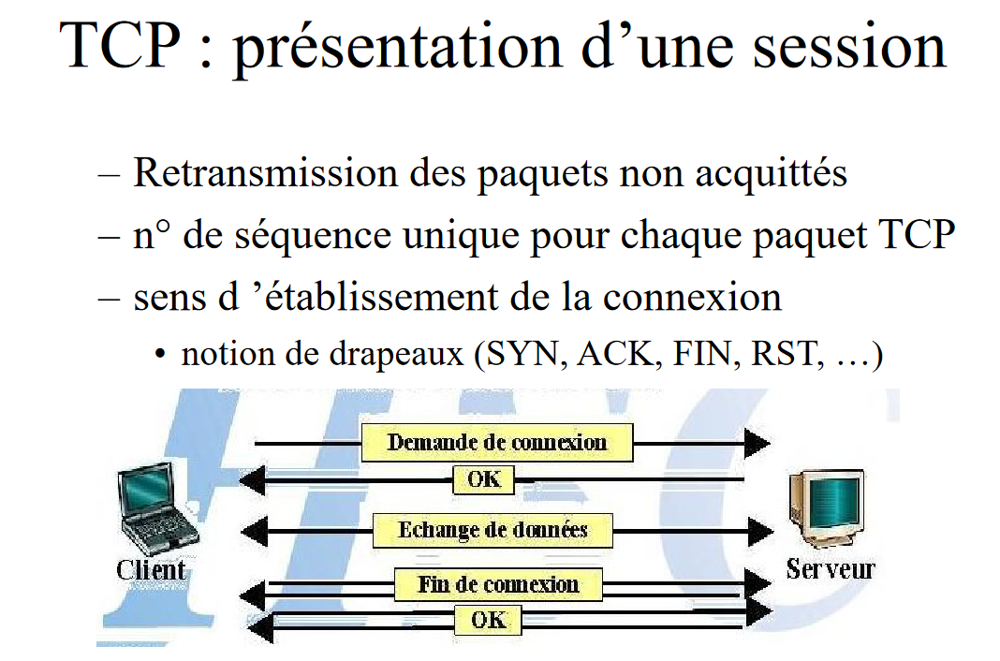 TCP : présentation d’une session
– Retransmission des paquets non acquittés
– n° de séquence unique pour chaque paquet TCP
– sens d ’établissement de la connexion
• notion de drapeaux (SYN, ACK, FIN, RST, …)
Demande de connexion
OK
Echange de données
Client
Serveur
Fin de connexion
OK